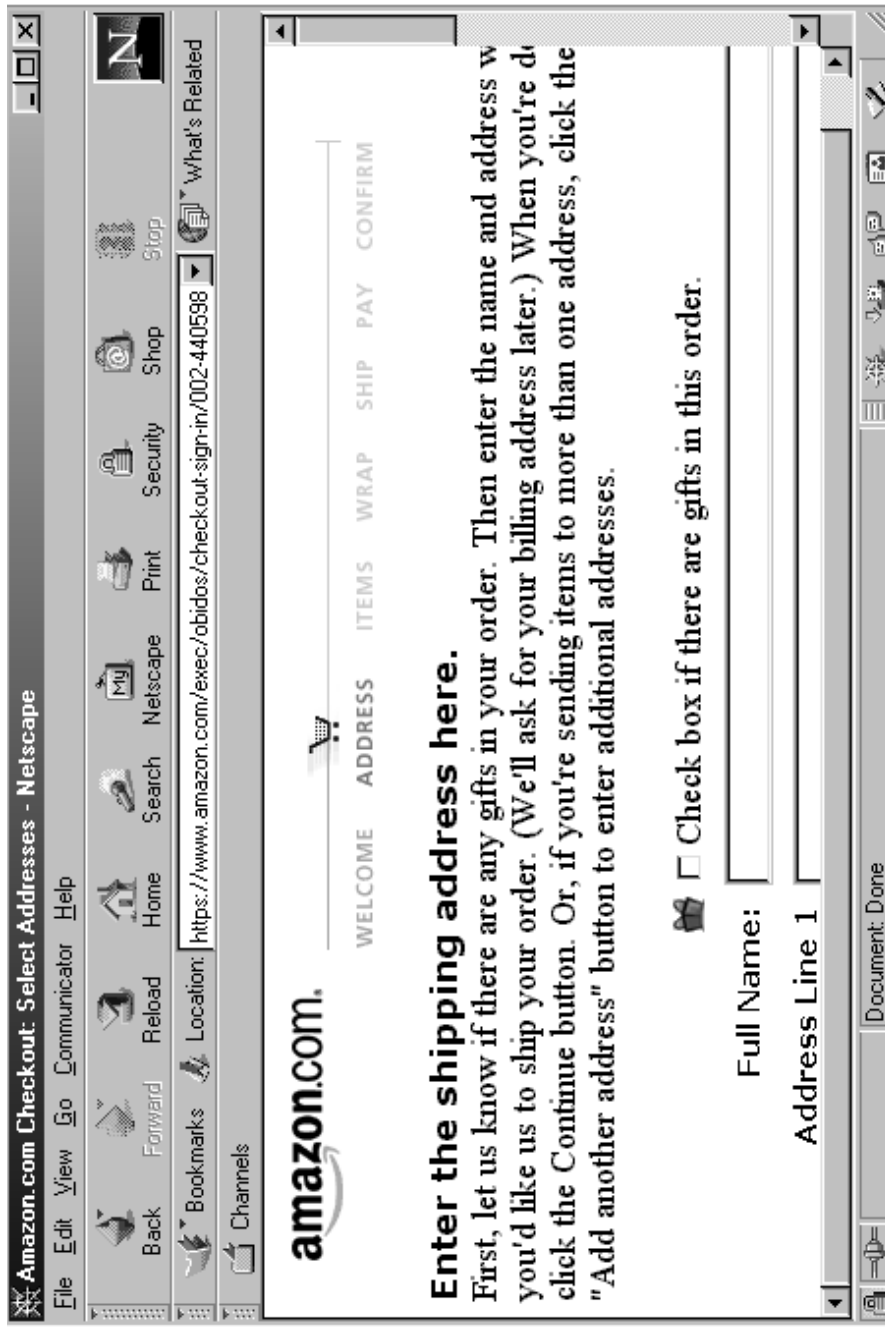 Amazon.com Checkout: Select Addresses - Netscape
File Edit View Go Communicator Help
Back Forward Reload Home Search Netscape Print Security Shop Stop
My
N
Bookmarks Location: https://www.amazon.com/exec/obidos/checkout-sign-in/002-440598 What's Related
Channels
amazon.com.
WELCOME ADDRESS ITEMS WRAP SHIP PAY CONFIRM
Enter the shipping address here.
First, let us know if there are any gifts in your order. Then enter the name and address w
you'd like us to ship your order. (We'll ask for your billing address later.) When you're do
click the Continue button. Or, if you're sending items to more than one address, click the
"Add another address" button to enter additional addresses.
Check box if there are gifts in this order.
Full Name:
Address Line 1
Document: Done